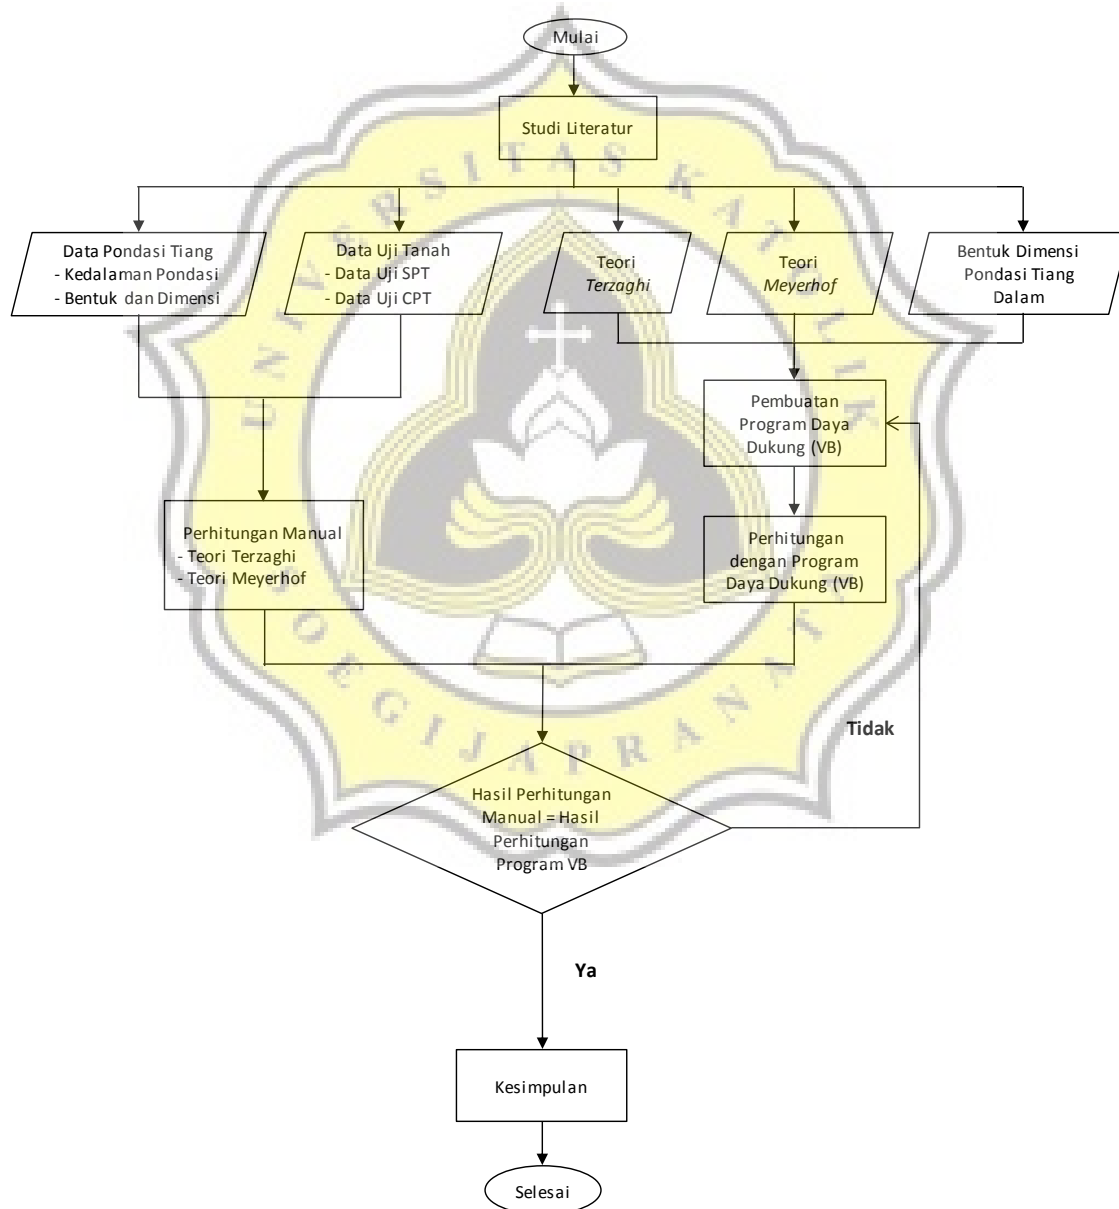 Mulai
Studi Literatur
Data Pondasi Tiang
- Kedalaman Pondasi
- Bentuk dan Dimensi
Data Uji Tanah
- Data Uji SPT
- Data Uji CPT
Teori
Terzaghi
Teori
Meyerhof
Bentuk Dimensi
Pondasi Tiang
Dalam
Pembuatan
Program Daya
Dukung (VB)
Perhitungan Manual
- Teori Terzaghi
- Teori Meyerhof
Perhitungan
dengan Program
Daya Dukung (VB)
Hasil Perhitungan
Manual = Hasil
Perhitungan
Program VB
Tidak
Ya
Kesimpulan
Selesai
UNIVERSITAS KATOLIK
SOEGIJAPRANATA